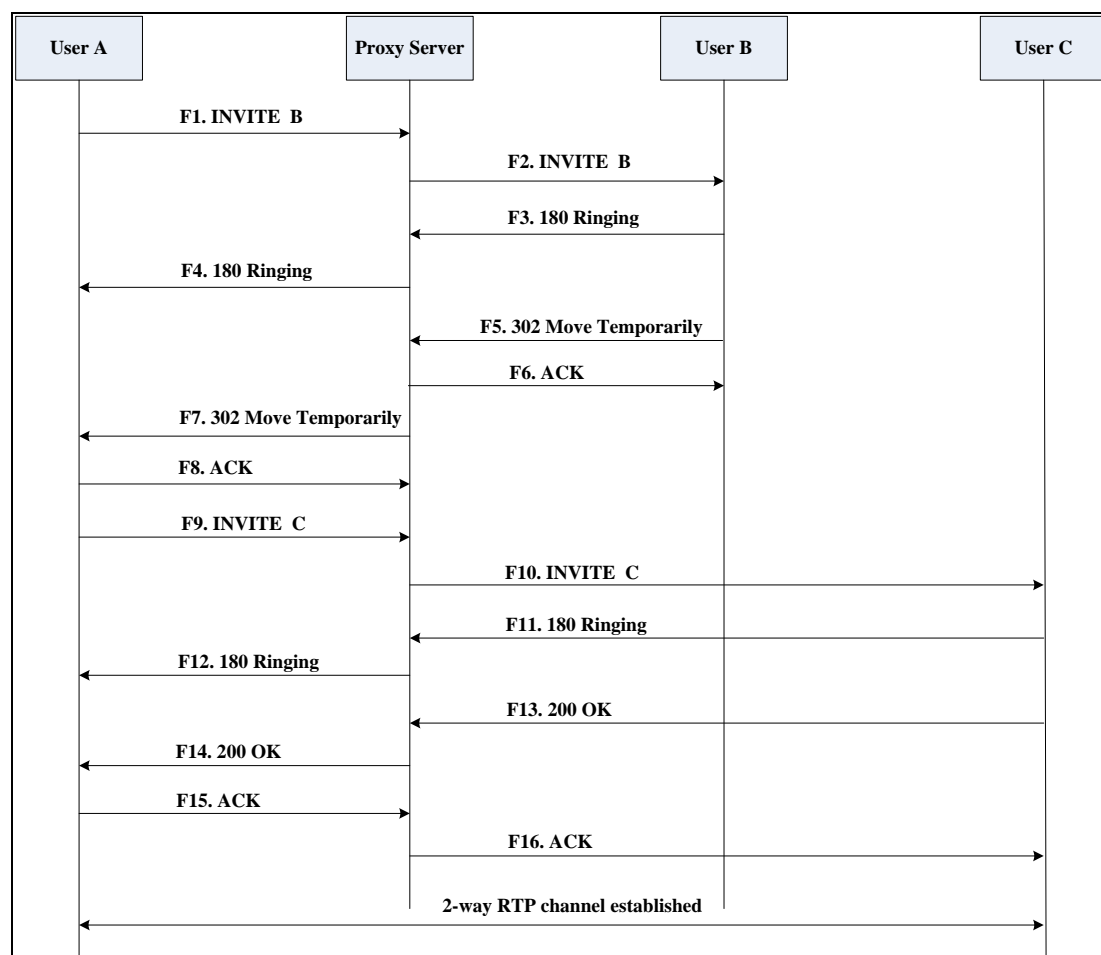 User A
Proxy Server
User B
User C
F1. INVITE B
F2. INVITE B
F3. 180 Ringing
F4. 180 Ringing
F5. 302 Move Temporarily
F6. ACK
F7. 302 Move Temporarily
F8. ACK
F9. INVITE C
F10. INVITE C
F11. 180 Ringing
F12. 180 Ringing
F13. 200 OK
F14. 200 OK
F15. ACK
F16. ACK
2-way RTP channel established